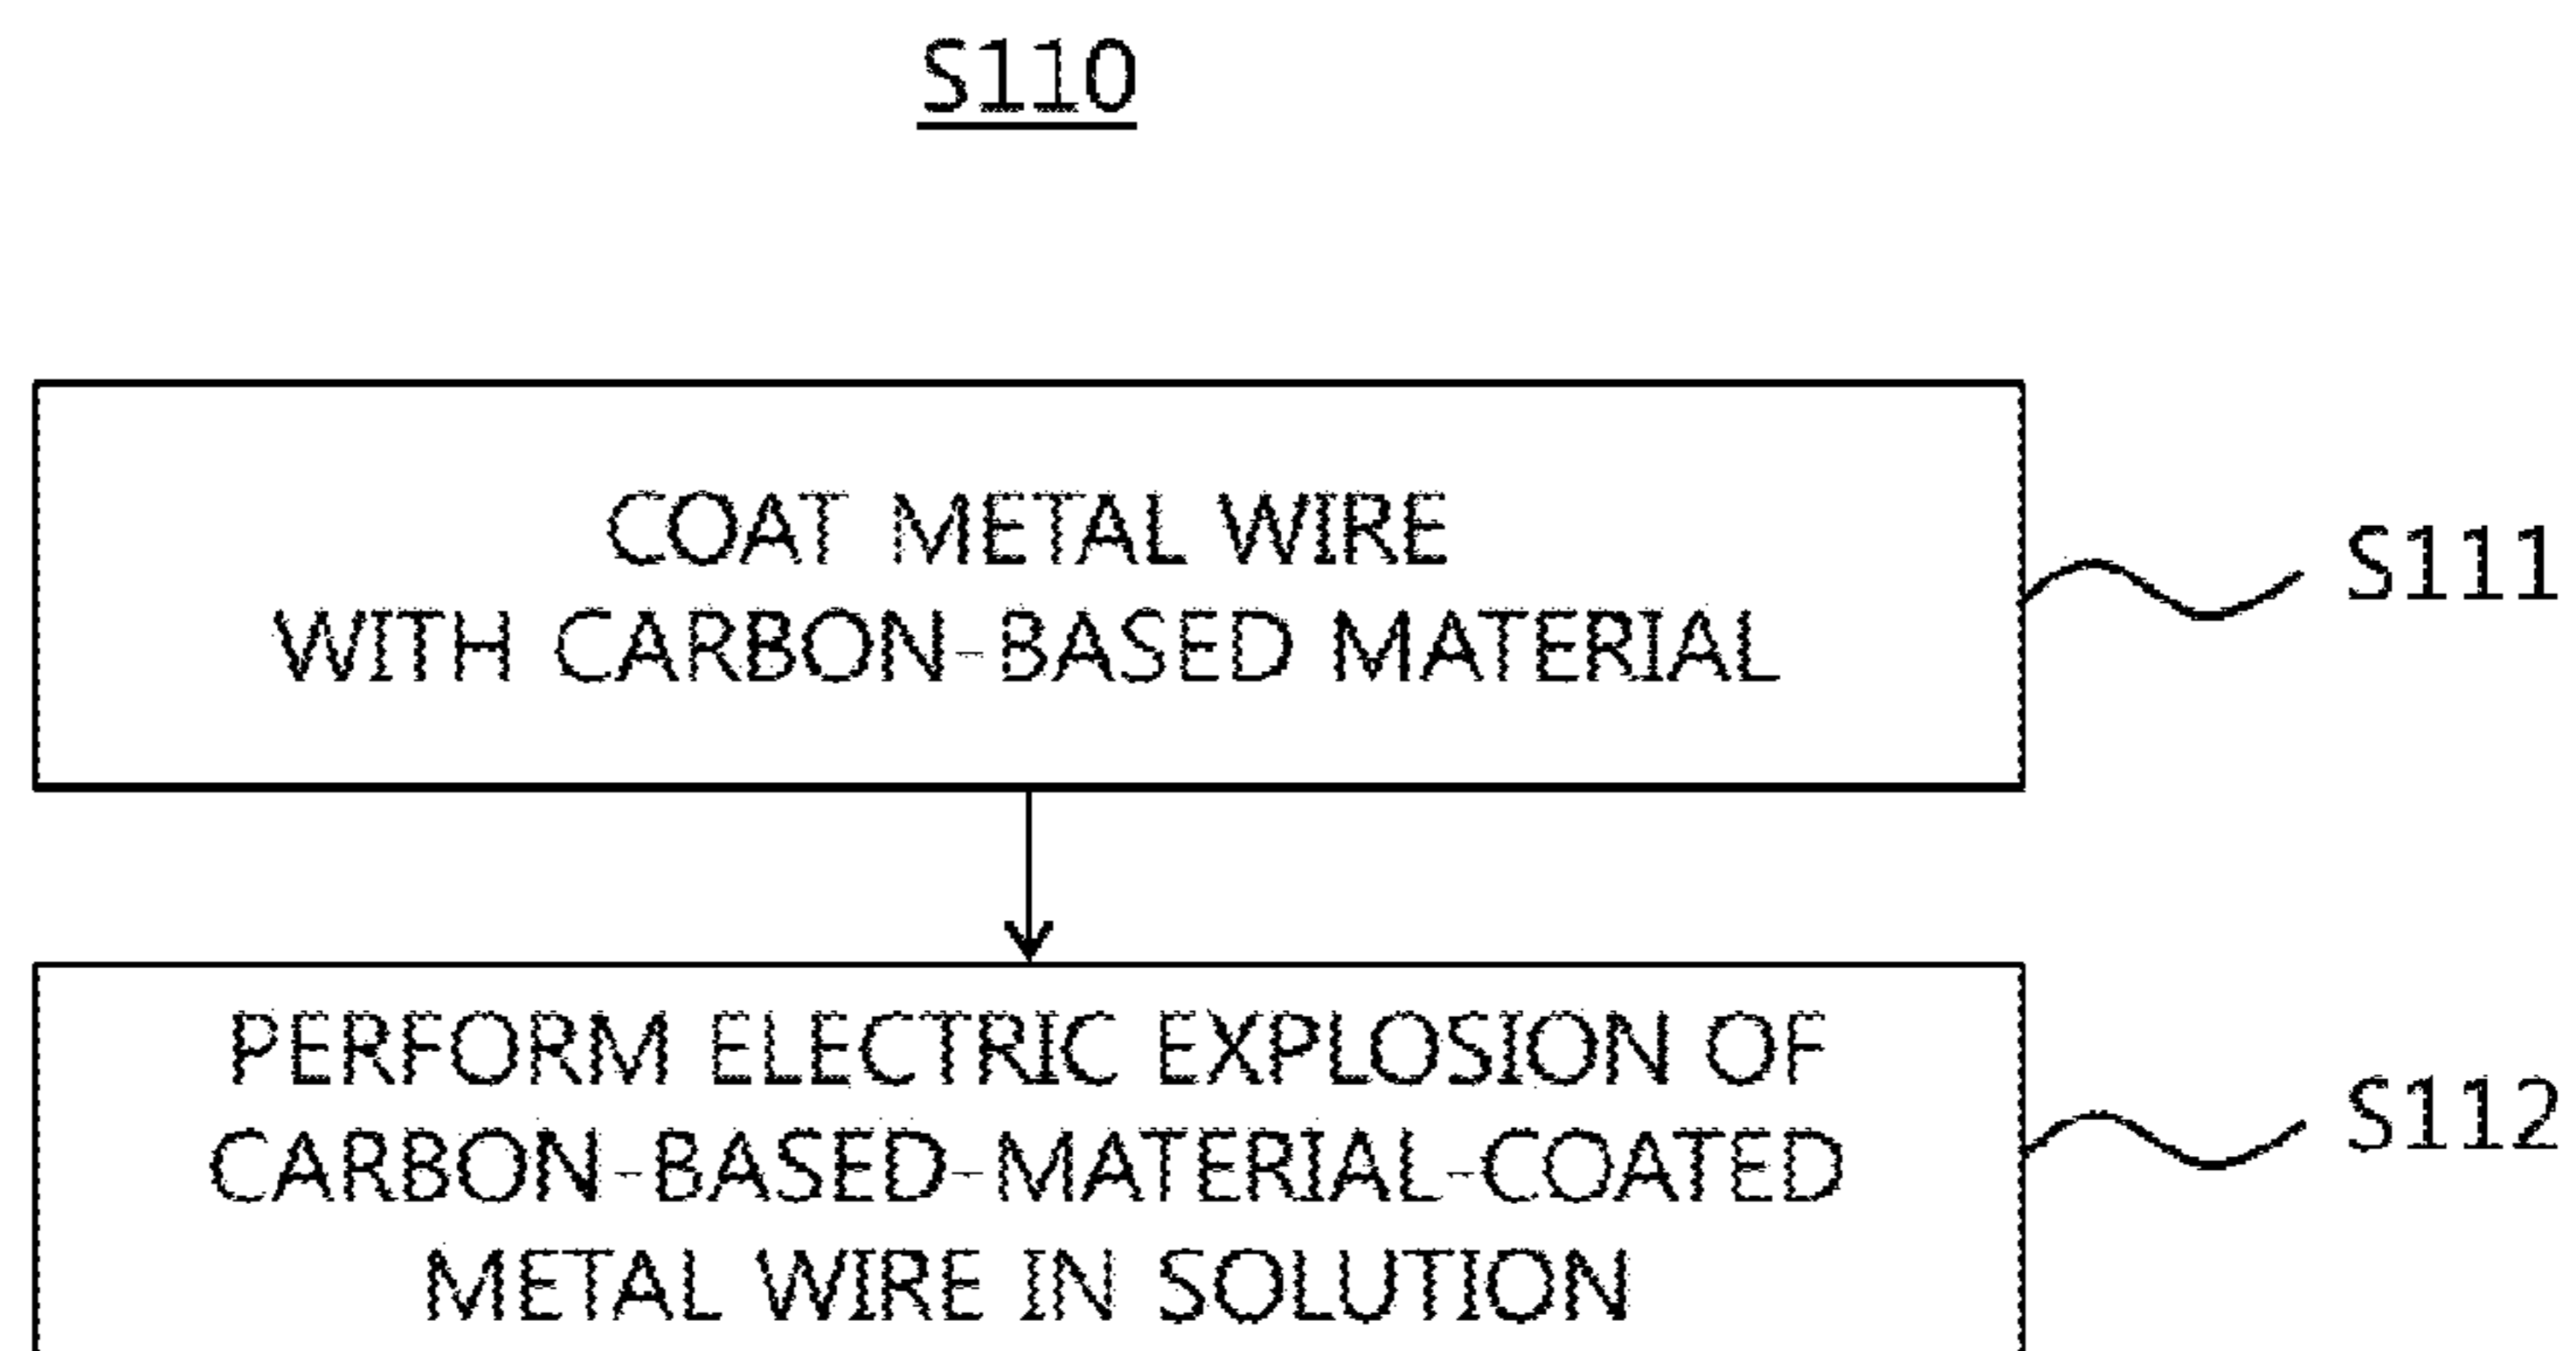 S110
COAT METAL WIRE
WITH CARBON-BASED MATERIAL
S111
PERFORM ELECTRIC EXPLOSION OF
CARBON-BASED-MATERIAL-COATED
METAL WIRE IN SOLUTION
S112